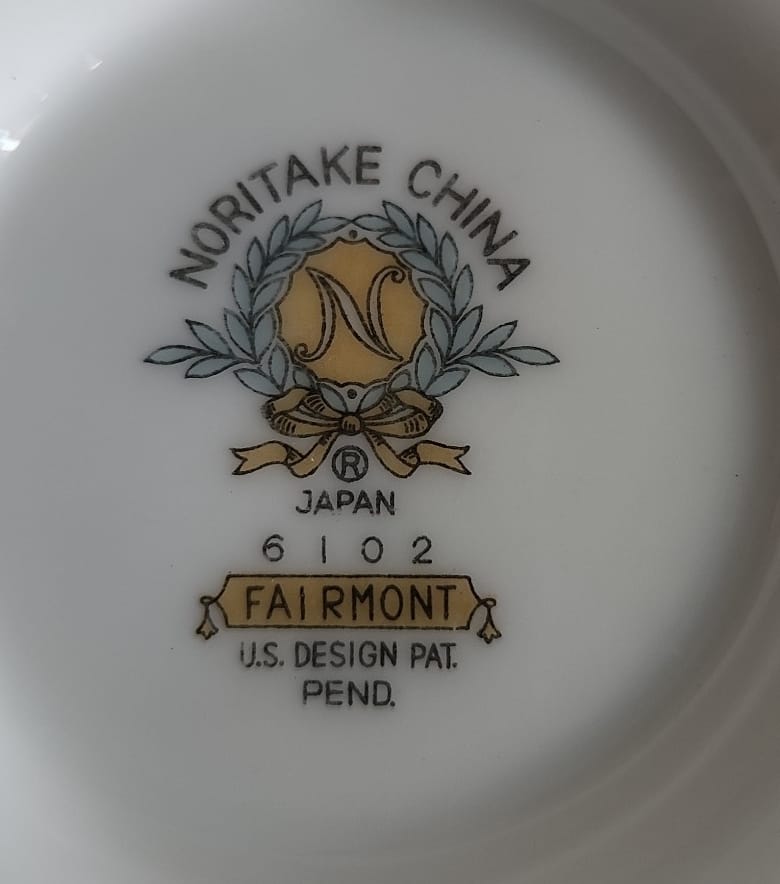 NORITAKE CHINA
N
®
JAPAN
6102
FAIRMONT
U.S. DESIGN PAT.
PEND.